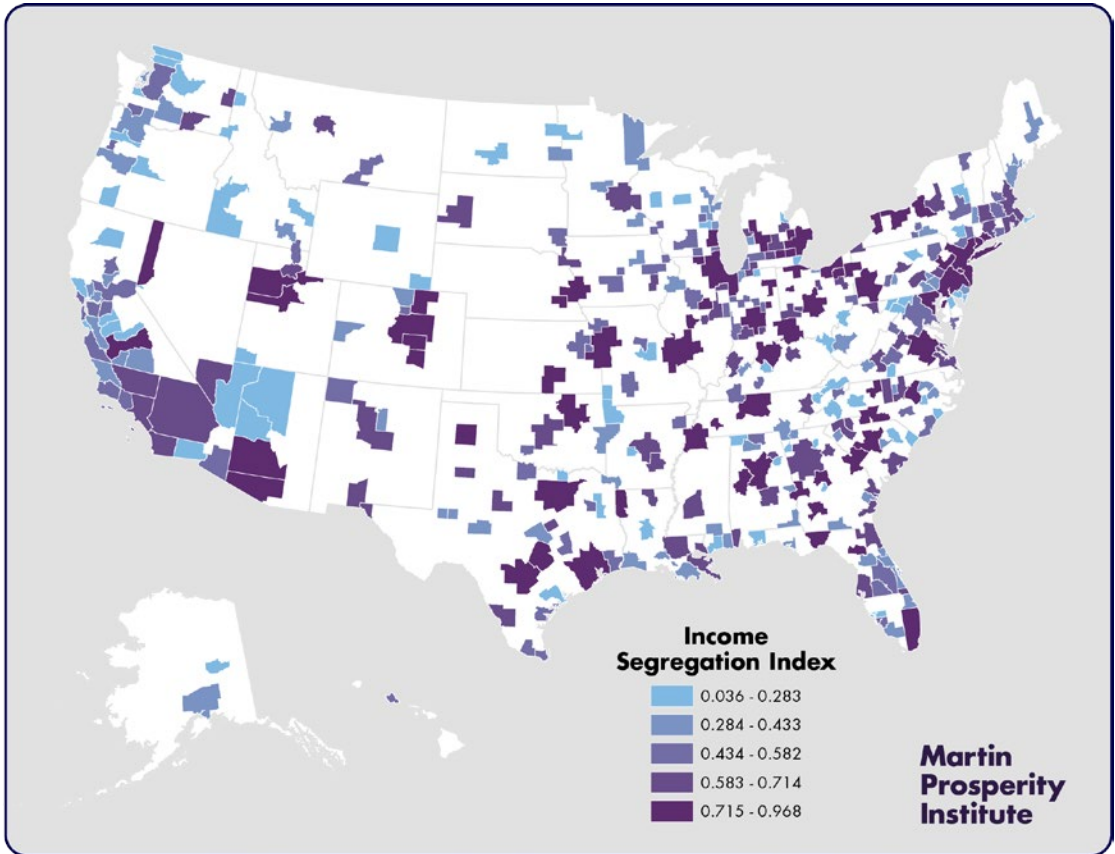 Income
Segregation Index
0.036 - 0.283
0.284 - 0.433
0.434 - 0.582
0.583 - 0.714
0.715 - 0.968
Martin
Prosperity
Institute